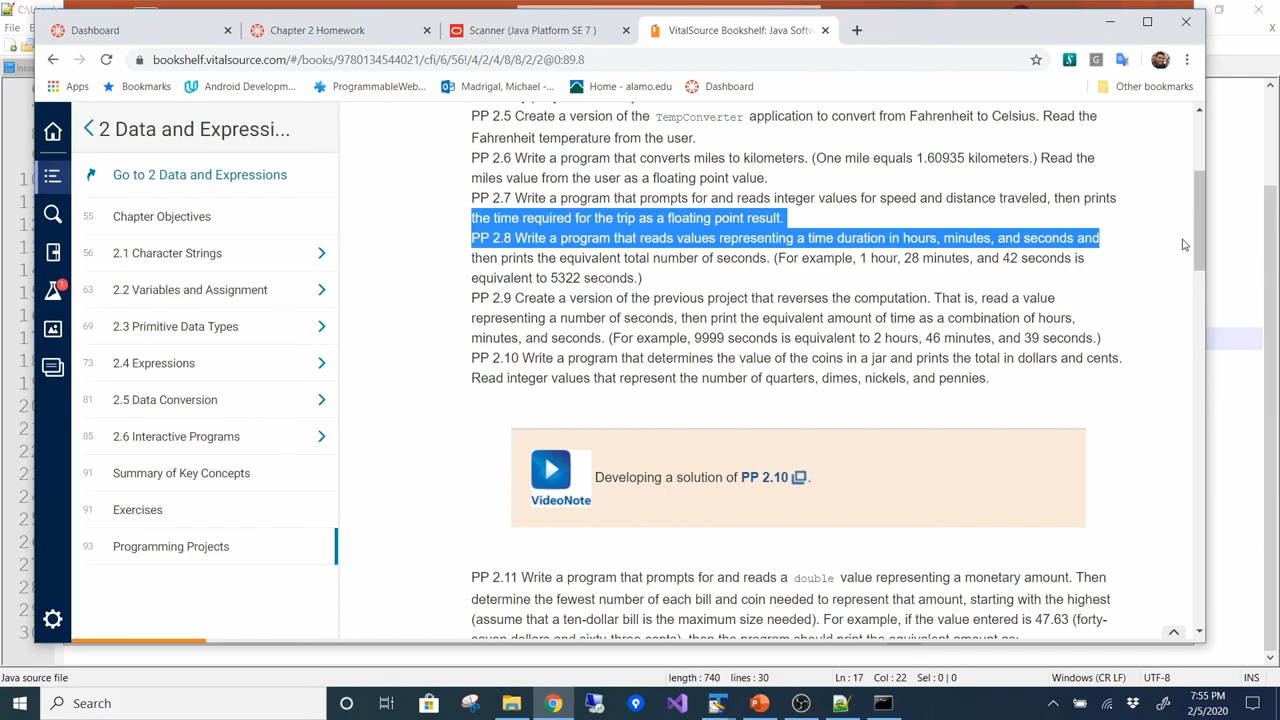 C:\
File
Dashboard
Chapter 2 Homework
Scanner (Java Platform SE 7 )
VitalSource Bookshelf: Java Softw
bookshelf.vitalsource.com/#/books/9780134544021/cfi/6/56!/4/2/4/8/8/2/2@0:89.8
Apps
Bookmarks
Android Developm...
ProgrammableWeb...
Madrigal, Michael -...
Home - alamo.edu
Dashboard
Other bookmarks
2 Data and Expressi...
Go to 2 Data and Expressions
55 Chapter Objectives
56 2.1 Character Strings
63 2.2 Variables and Assignment
69 2.3 Primitive Data Types
73 2.4 Expressions
81 2.5 Data Conversion
85 2.6 Interactive Programs
91 Summary of Key Concepts
91 Exercises
93 Programming Projects
1
PP 2.5 Create a version of the TempConverter application to convert from Fahrenheit to Celsius. Read the
Fahrenheit temperature from the user.
PP 2.6 Write a program that converts miles to kilometers. (One mile equals 1.60935 kilometers.) Read the
miles value from the user as a floating point value.
PP 2.7 Write a program that prompts for and reads integer values for speed and distance traveled, then prints
the time required for the trip as a floating point result.
PP 2.8 Write a program that reads values representing a time duration in hours, minutes, and seconds and
then prints the equivalent total number of seconds. (For example, 1 hour, 28 minutes, and 42 seconds is
equivalent to 5322 seconds.)
PP 2.9 Create a version of the previous project that reverses the computation. That is, read a value
representing a number of seconds, then print the equivalent amount of time as a combination of hours,
minutes, and seconds. (For example, 9999 seconds is equivalent to 2 hours, 46 minutes, and 39 seconds.)
PP 2.10 Write a program that determines the value of the coins in a jar and prints the total in dollars and cents.
Read integer values that represent the number of quarters, dimes, nickels, and pennies.
VideoNote
Developing a solution of PP 2.10 .
PP 2.11 Write a program that prompts for and reads a double value representing a monetary amount. Then
determine the fewest number of each bill and coin needed to represent that amount, starting with the highest
(assume that a ten-dollar bill is the maximum size needed). For example, if the value entered is 47.63 (forty-
seven dollars and sixty-three cents), then the program should print the equivalent amount as:
Java source file
length : 740 lines : 30
Ln : 17 Col : 22 Sel : 0 | 0
Windows (CR LF)
UTF-8
INS
Search
7:55 PM
2/5/2020